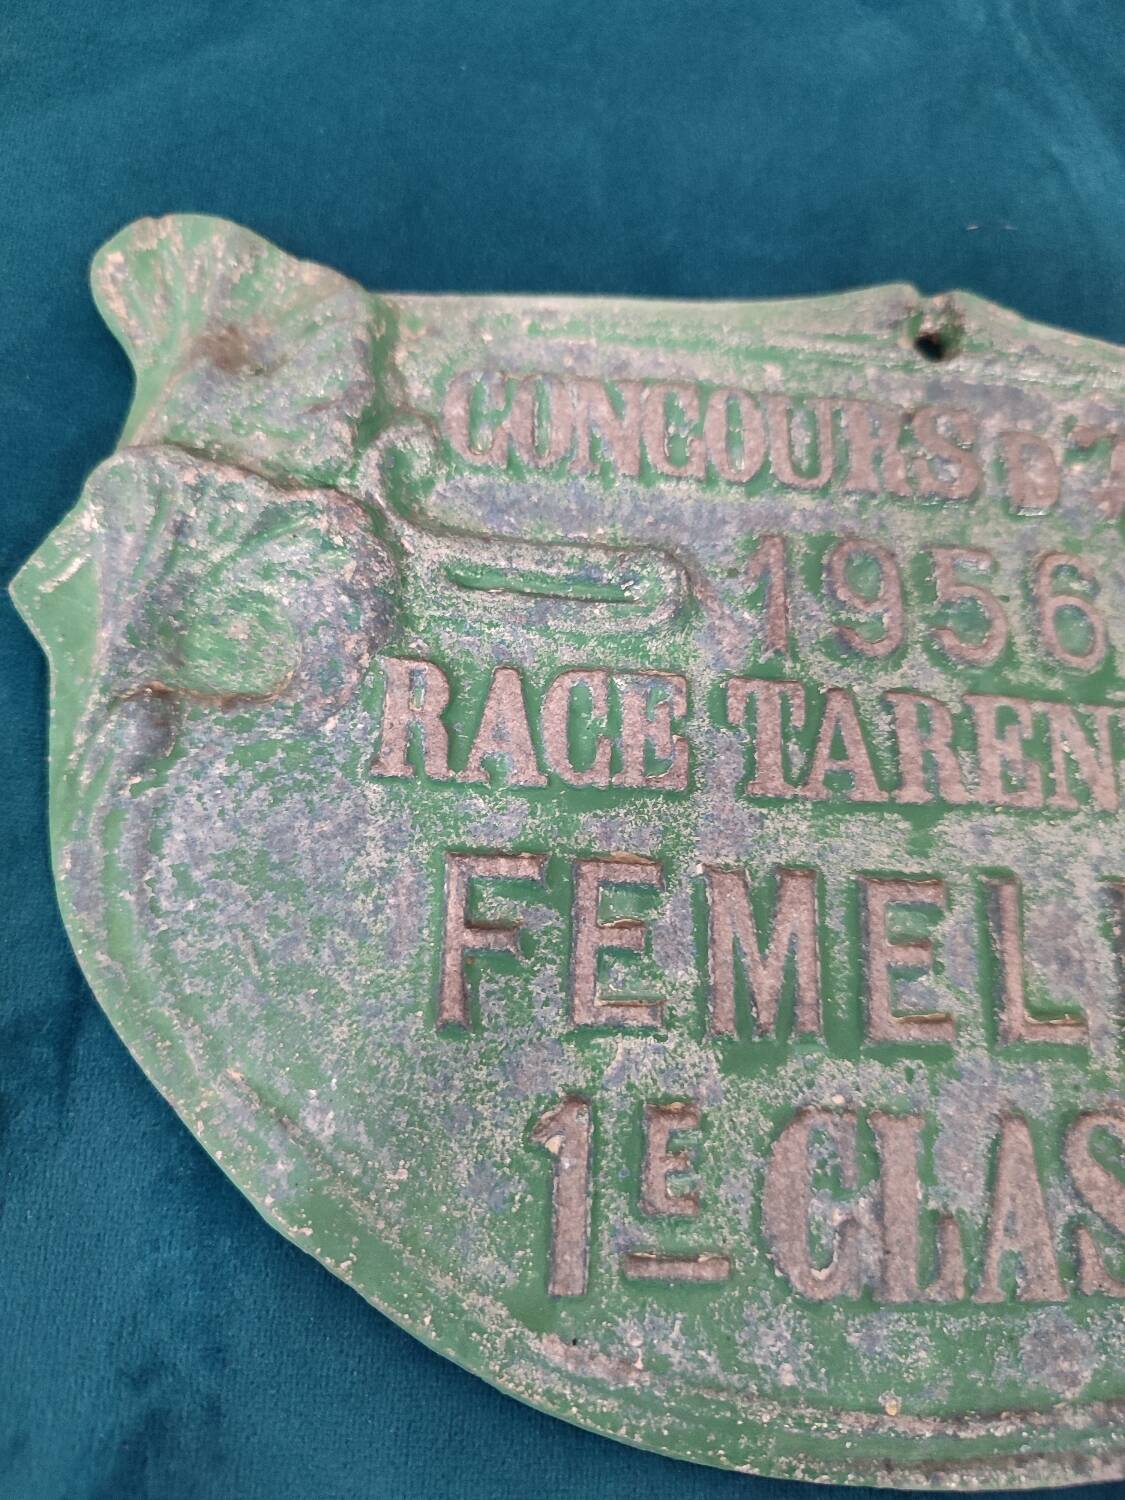 CONCOURS D'
1956
RACE TAREN
FEMEL
1E CLAS